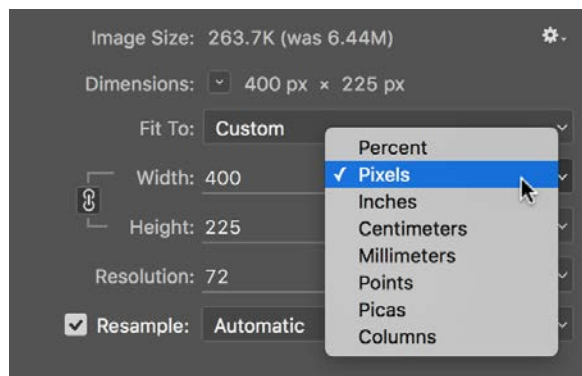 Image Size: 263.7K (was 6.44M)
Dimensions: 400 px × 225 px
Fit To: Custom
Percent
Width: 400
✓ Pixels
Inches
Height: 225
Centimeters
Millimeters
Resolution: 72
Points
Picas
Resample: Automatic
Columns